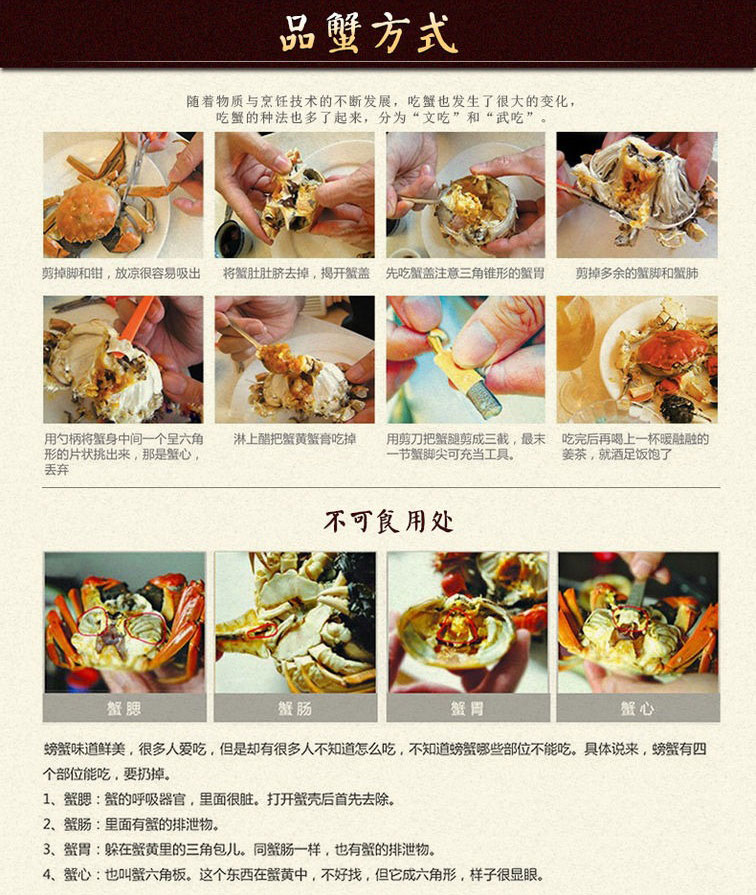 品蟹方式
随着物质与烹饪技术的不断发展，吃蟹也发生了很大的变化，
吃蟹的种法也多了起来，分为“文吃”和“武吃”。
剪掉脚和钳，放凉很容易吸出
将蟹肚肚脐去掉，揭开蟹盖
先吃蟹盖注意三角锥形的蟹胃
剪掉多余的蟹脚和蟹肺
用勺柄将蟹身中间一个呈六角
形的片状挑出来，那是蟹心，
丢弃
淋上醋把蟹黄蟹膏吃掉
用剪刀把蟹腿剪成三截，最末
一节蟹脚尖可充当工具。
吃完后再喝上一杯暖融融的
姜茶，就酒足饭饱了
不可食用处
蟹腮
蟹肠
蟹胃
蟹心
螃蟹味道鲜美，很多人爱吃，但是却有很多人不知道怎么吃，不知道螃蟹哪些部位不能吃。具体说来，螃蟹有四
个部位能吃，要扔掉。
1、蟹腮：蟹的呼吸器官，里面很脏。打开蟹壳后首先去除。
2、蟹肠：里面有蟹的排泄物。
3、蟹胃：躲在蟹黄里的三角包儿。同蟹肠一样，也有蟹的排泄物。
4、蟹心：也叫蟹六角板。这个东西在蟹黄中，不好找，但它成六角形，样子很显眼。